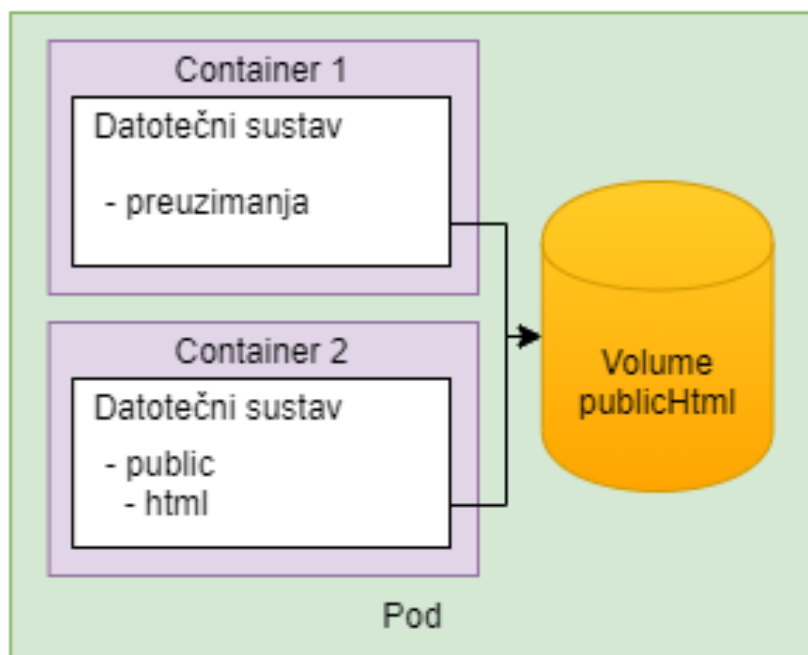 Container 1
Datotečni sustav
- preuzimanja
Container 2
Datotečni sustav
- public
- html
Volume
publicHtml
Pod